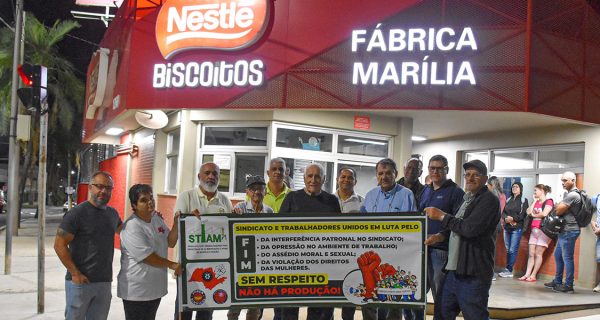 Nestlé
BISCOITOS
FÁBRICA
MARÍLIA
STIAM
SINDICATO E TRABALHADORES UNIDOS EM LUTA PELO
FIM
- DA INTERFERÊNCIA PATRONAL NO SINDICATO;
- DA OPRESSÃO NO AMBIENTE DE TRABALHO;
- DO ASSÉDIO MORAL E SEXUAL;
- DA VIOLAÇÃO DOS DIREITOS
DAS MULHERES.
SEM RESPEITO
NÃO HÁ PRODUÇÃO!